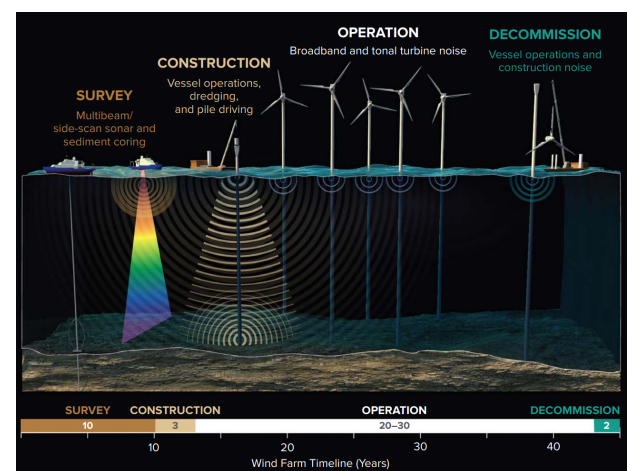 OPERATION
Broadband and tonal turbine noise
DECOMMISSION
Vessel operations and
construction noise
CONSTRUCTION
Vessel operations,
dredging,
and pile driving
SURVEY
Multibeam/
side-scan sonar and
sediment coring
SURVEY CONSTRUCTION OPERATION DECOMMISSION
10 3 20–30 2
10 20 30 40
Wind Farm Timeline (Years)